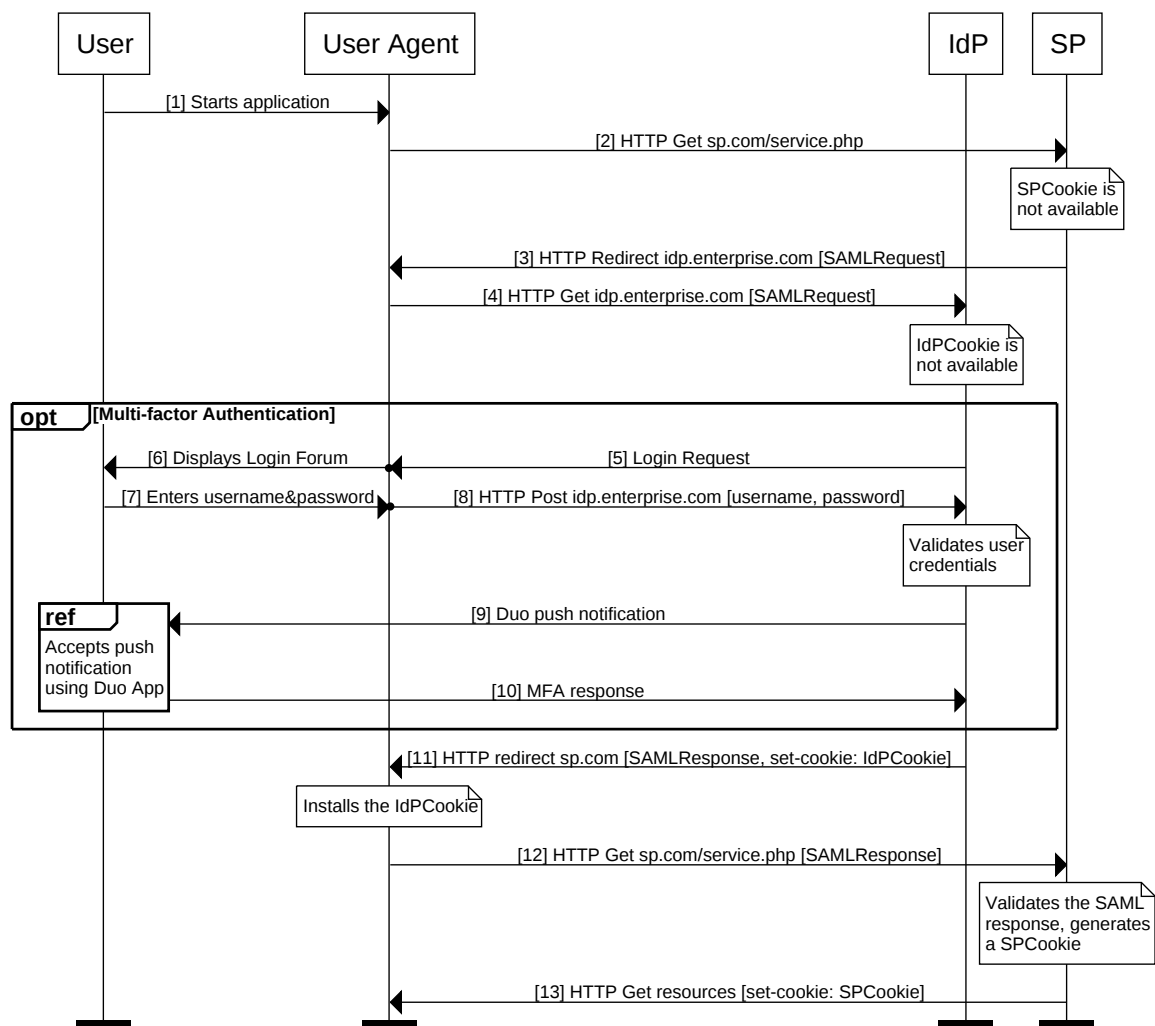 User
User Agent
IdP
SP
[1] Starts application
[2] HTTP Get sp.com/service.php
SPCookie is
not available
[3] HTTP Redirect idp.enterprise.com [SAMLRequest]
[4] HTTP Get idp.enterprise.com [SAMLRequest]
IdPCookie is
not available
opt [Multi-factor Authentication]
[6] Displays Login Forum
[5] Login Request
[7] Enters username&password
[8] HTTP Post idp.enterprise.com [username, password]
Validates user
credentials
ref
[9] Duo push notification
Accepts push
notification
using Duo App
[10] MFA response
[11] HTTP redirect sp.com [SAMLResponse, set-cookie: IdPCookie]
Installs the IdPCookie
[12] HTTP Get sp.com/service.php [SAMLResponse]
Validates the SAML
response, generates
a SPCookie
[13] HTTP Get resources [set-cookie: SPCookie]